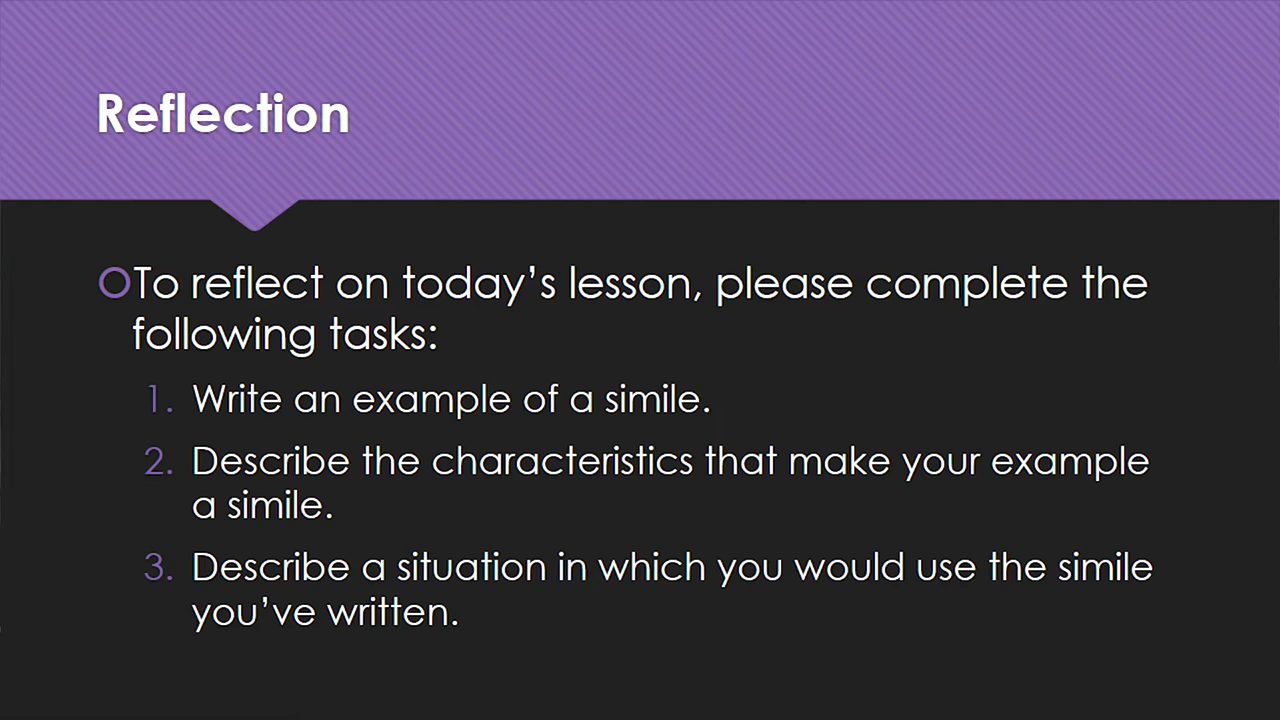 Reflection
To reflect on today’s lesson, please complete the
following tasks:
1. Write an example of a simile.
2. Describe the characteristics that make your example
a simile.
3. Describe a situation in which you would use the simile
you’ve written.